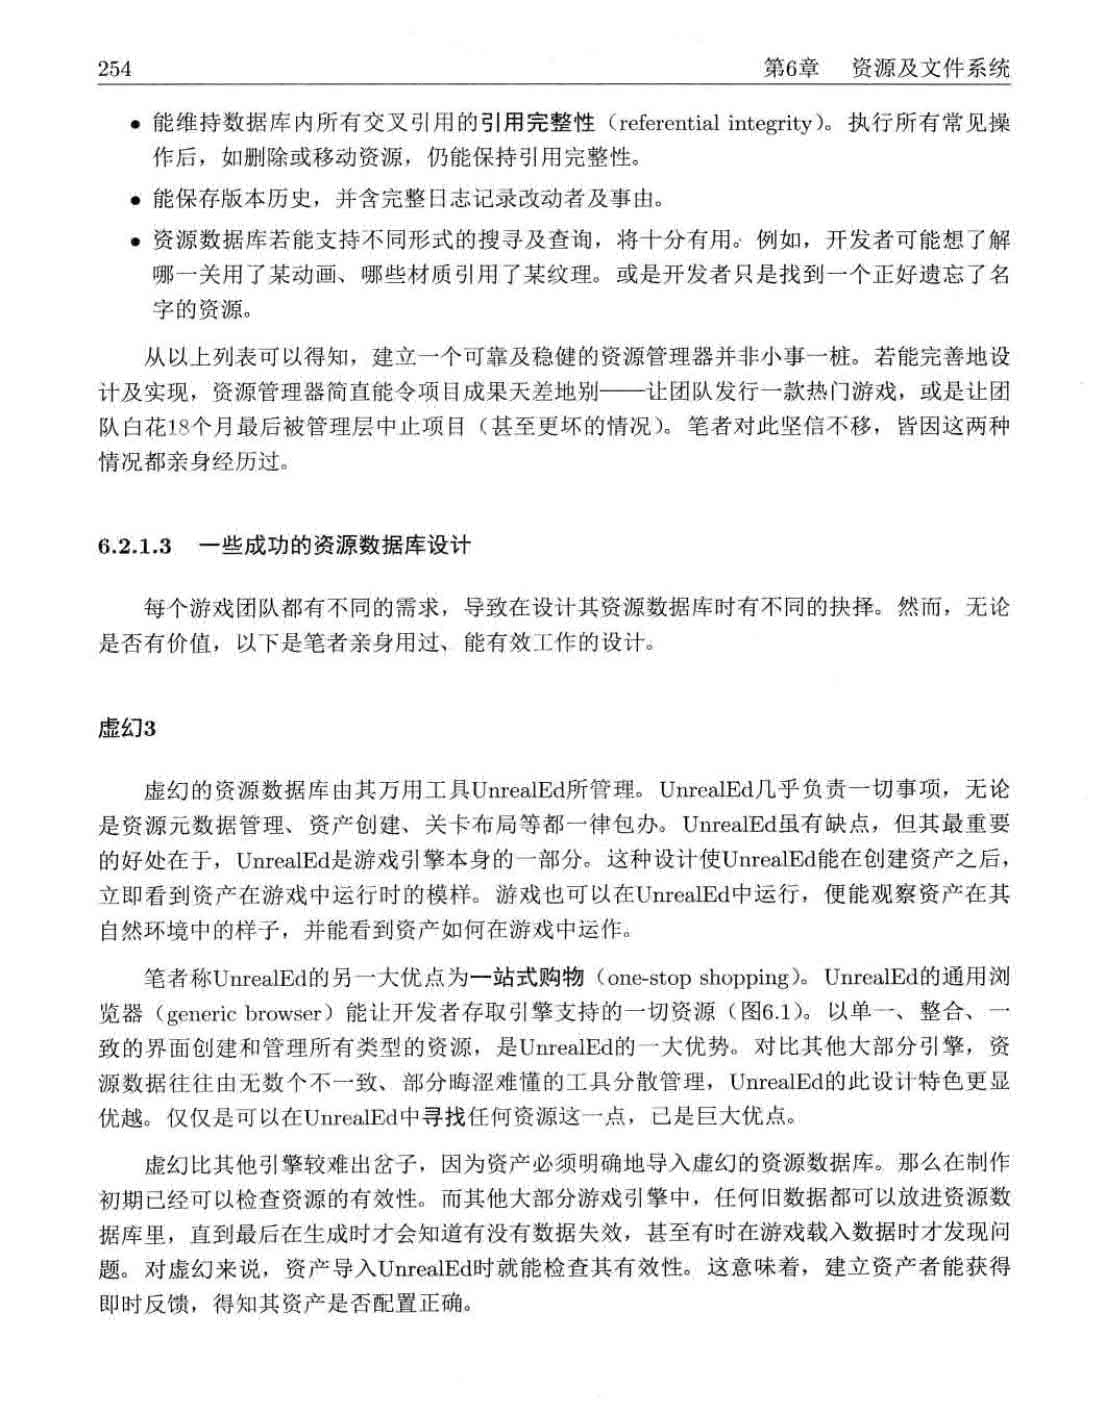 254
第6章 资源及文件系统
• 能维持数据库内所有交叉引用的引用完整性（referential integrity）。执行所有常见操
作后，如删除或移动资源，仍能保持引用完整性。
• 能保存版本历史，并含完整日志记录改动者及事由。
• 资源数据库若能支持不同形式的搜寻及查询，将十分有用。例如，开发者可能想了解
哪一关用了某动画、哪些材质引用了某纹理。或是开发者只是找到一个正好遗忘了名
字的资源。
从以上列表可以得知，建立一个可靠及稳健的资源管理器并非小事一桩。若能完善地设
计及实现，资源管理器简直能令项目成果天差地别——让团队发行一款热门游戏，或是让团
队白花18个月最后被管理层中止项目（甚至更坏的情况）。笔者对此坚信不移，皆因这两种
情况都亲身经历过。
6.2.1.3 一些成功的资源数据库设计
每个游戏团队都有不同的需求，导致在设计其资源数据库时有不同的抉择。然而，无论
是否有价值，以下是笔者亲身用过、能有效工作的设计。
虚幻3
虚幻的资源数据库由其万用工具UnrealEd所管理。UnrealEd几乎负责一切事项，无论
是资源元数据管理、资产创建、关卡布局等都一律包办。UnrealEd虽有缺点，但其最重要
的好处在于，UnrealEd是游戏引擎本身的一部分。这种设计使UnrealEd能在创建资产之后，
立即看到资产在游戏中运行时的模样。游戏也可以在UnrealEd中运行，便能观察资产在其
自然环境中的样子，并能看到资产如何在游戏中运作。
笔者称UnrealEd的另一大优点为一站式购物（one-stop shopping）。UnrealEd的通用浏
览器（generic browser）能让开发者存取引擎支持的一切资源（图6.1）。以单一、整合、一
致的界面创建和管理所有类型的资源，是UnrealEd的一大优势。对比其他大部分引擎，资
源数据往往由无数个不一致、部分晦涩难懂的工具分散管理，UnrealEd的此设计特色更显
优越。仅仅是可以在UnrealEd中寻找任何资源这一点，已是巨大优点。
虚幻比其他引擎较难出岔子，因为资产必须明确地导入虚幻的资源数据库。那么在制作
初期已经可以检查资源的有效性。而其他大部分游戏引擎中，任何旧数据都可以放进资源数
据库里，直到最后在生成时才会知道有没有数据失效，甚至有时在游戏载入数据时才发现问
题。对虚幻来说，资产导入UnrealEd时就能检查其有效性。这意味着，建立资产者能获得
即时反馈，得知其资产是否配置正确。